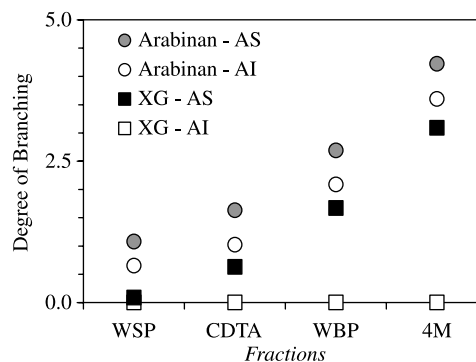 5.0
Arabinan - AS
Arabinan - AI
XG - AS
XG - AI
2.5
0.0
Degree of Branching
WSP CDTA WBP 4M
Fractions